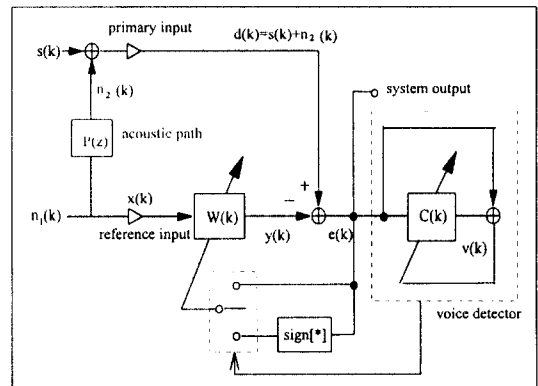 primary input
d(k)=s(k)+n₂(k)
s(k)
n₂(k)
system output
P(z)
acoustic path
x(k)
n₁(k)
W(k)
C(k)
reference input
y(k)
e(k)
v(k)
+
−
voice detector
sign[*]